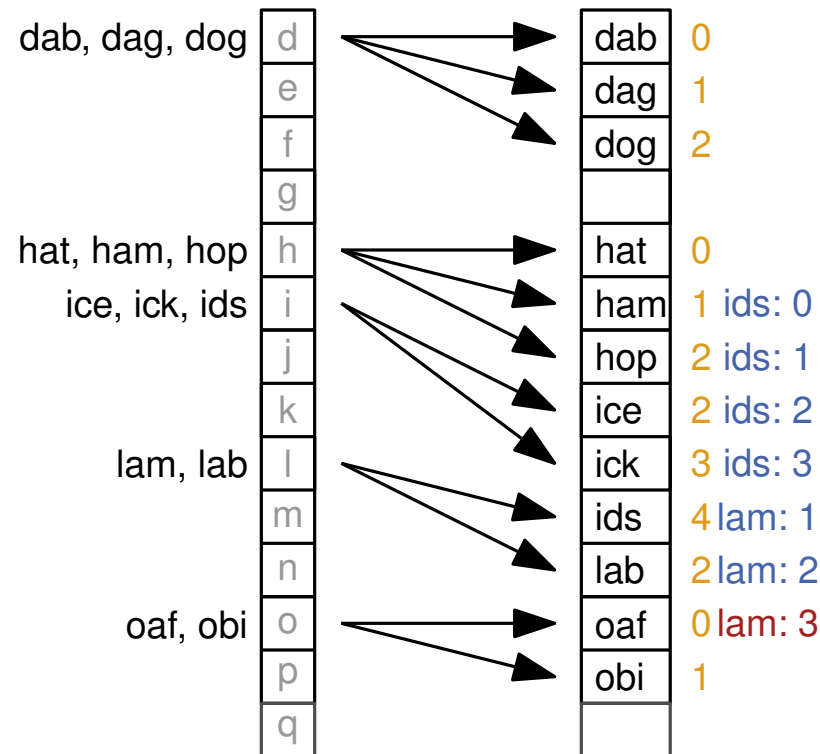 dab, dag, dog d dab 0
e dag 1
f dog 2
g
hat, ham, hop h hat 0
ice, ick, ids i ham 1 ids: 0
j hop 2 ids: 1
k ice 2 ids: 2
lam, lab l ick 3 ids: 3
m ids 4 lam: 1
n lab 2 lam: 2
oaf, obi o oaf 0 lam: 3
p obi 1
q